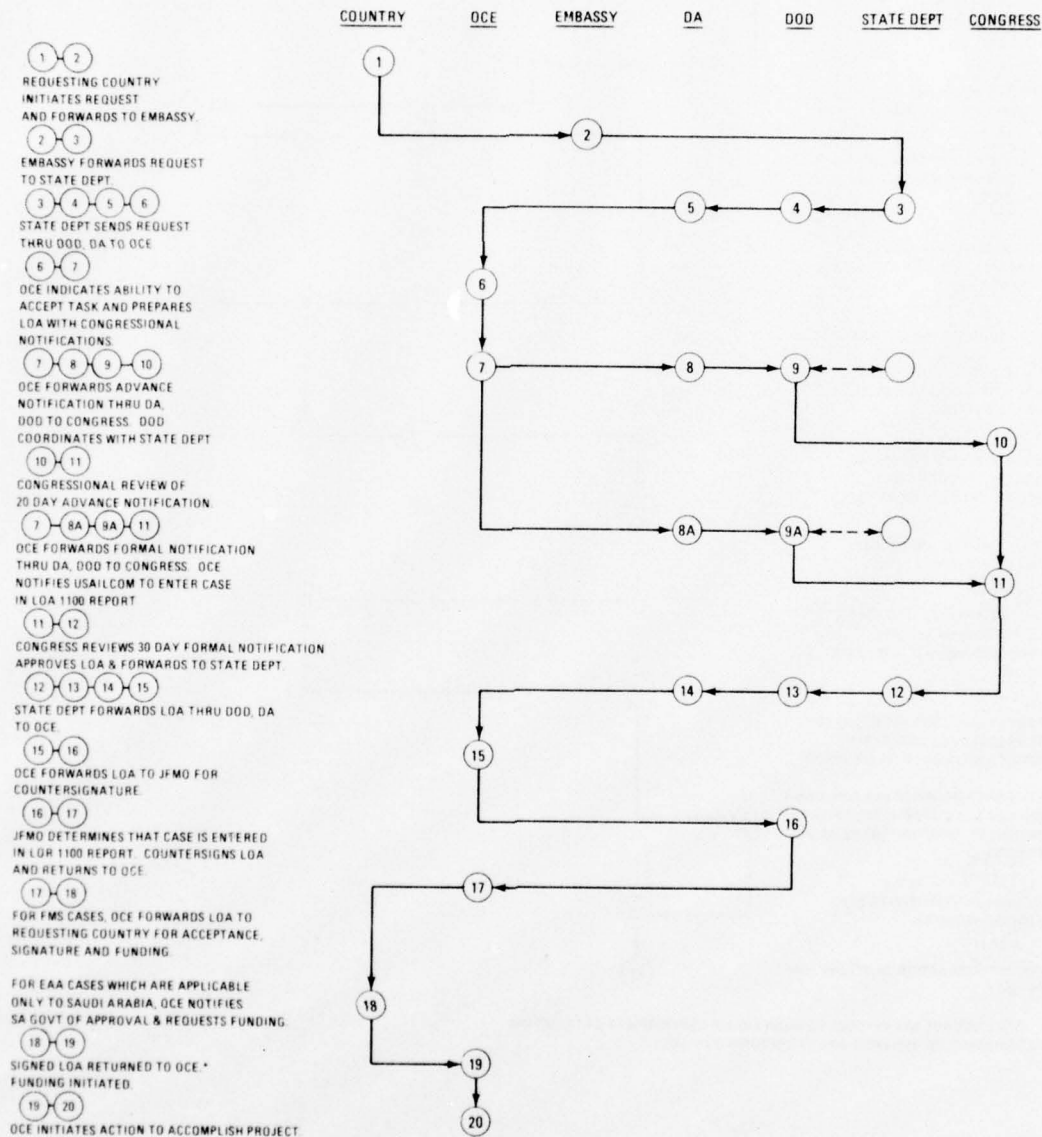 COUNTRY OCE EMBASSY DA DOD STATE DEPT CONGRESS
1 2
REQUESTING COUNTRY
INITIATES REQUEST
AND FORWARDS TO EMBASSY.
2 3
EMBASSY FORWARDS REQUEST
TO STATE DEPT.
3 4 5 6
STATE DEPT SENDS REQUEST
THRU DOD, DA TO OCE
6 7
OCE INDICATES ABILITY TO
ACCEPT TASK AND PREPARES
LOA WITH CONGRESSIONAL
NOTIFICATIONS.
7 8 9 10
OCE FORWARDS ADVANCE
NOTIFICATION THRU DA,
DOD TO CONGRESS. DOD
COORDINATES WITH STATE DEPT
10 11
CONGRESSIONAL REVIEW OF
20 DAY ADVANCE NOTIFICATION.
7 8A 9A 11
OCE FORWARDS FORMAL NOTIFICATION
THRU DA, DOD TO CONGRESS. OCE
NOTIFIES USAILCOM TO ENTER CASE
IN LOA 1100 REPORT
11 12
CONGRESS REVIEWS 30 DAY FORMAL NOTIFICATION
APPROVES LOA & FORWARDS TO STATE DEPT.
12 13 14 15
STATE DEPT FORWARDS LOA THRU DOD, DA
TO OCE.
15 16
OCE FORWARDS LOA TO JFMO FOR
COUNTERSIGNATURE.
16 17
JFMO DETERMINES THAT CASE IS ENTERED
IN LOR 1100 REPORT. COUNTERSIGNS LOA
AND RETURNS TO OCE.
17 18
FOR FMS CASES, OCE FORWARDS LOA TO
REQUESTING COUNTRY FOR ACCEPTANCE,
SIGNATURE AND FUNDING.
FOR EAA CASES WHICH ARE APPLICABLE
ONLY TO SAUDI ARABIA, OCE NOTIFIES
SA GOVT OF APPROVAL & REQUESTS FUNDING.
18 19
SIGNED LOA RETURNED TO OCE.*
FUNDING INITIATED.
19 20
OCE INITIATES ACTION TO ACCOMPLISH PROJECT.
1
2
5 4 3
6
7 8 9
10
8A 9A
11
14 13 12
15
16
17
18
19
20